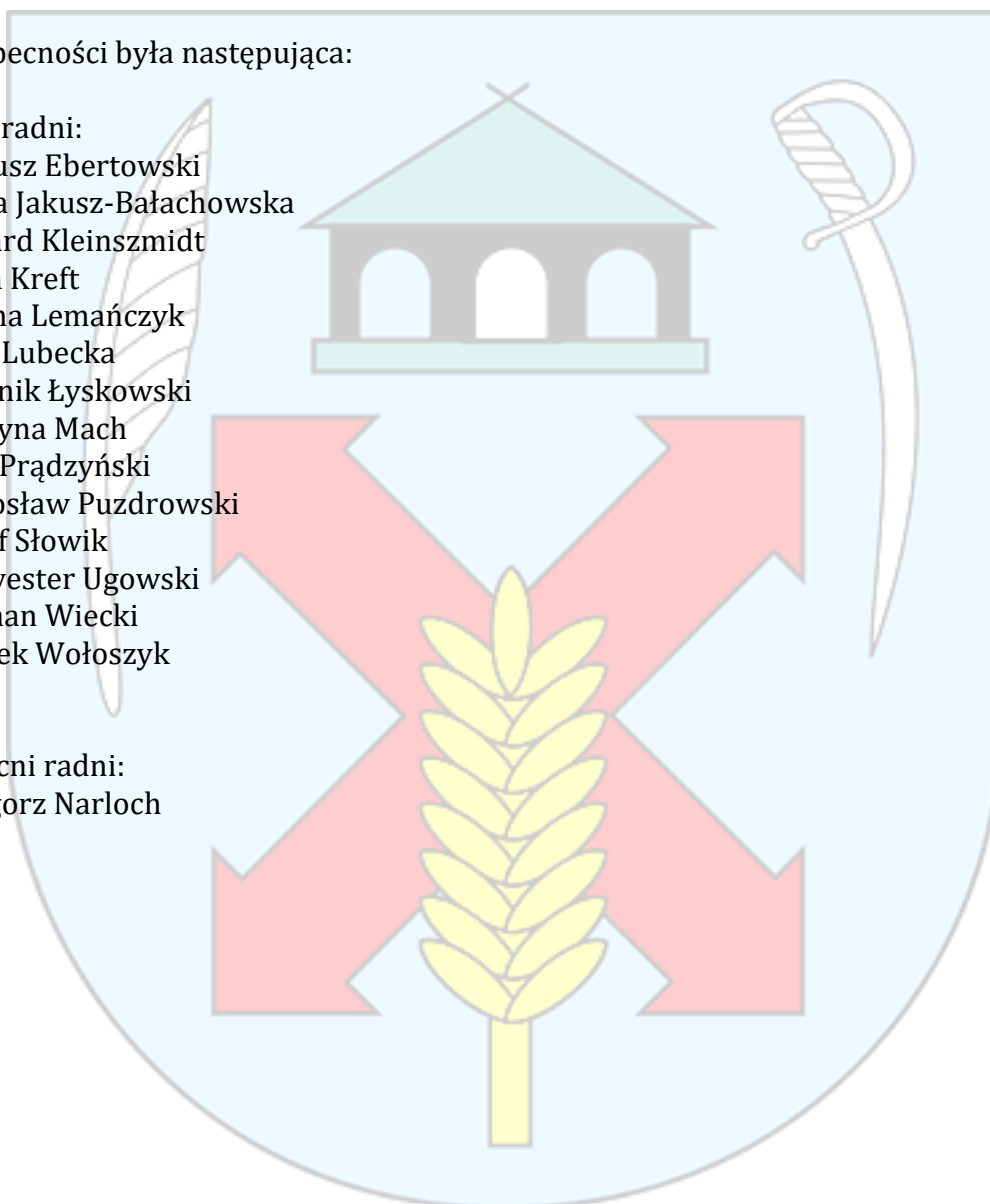 becności była następująca:
radni:
usz Ebertowski
a Jakusz-Bałachowska
ard Kleinszmidt
Kreft
na Lemańczyk
Lubecka
nik Łyskowski
yna Mach
Prądzyński
osław Puzdrowski
f Słowik
vester Ugowski
nan Wiecki
ek Wołoszyk
cni radni:
gorz Narloch